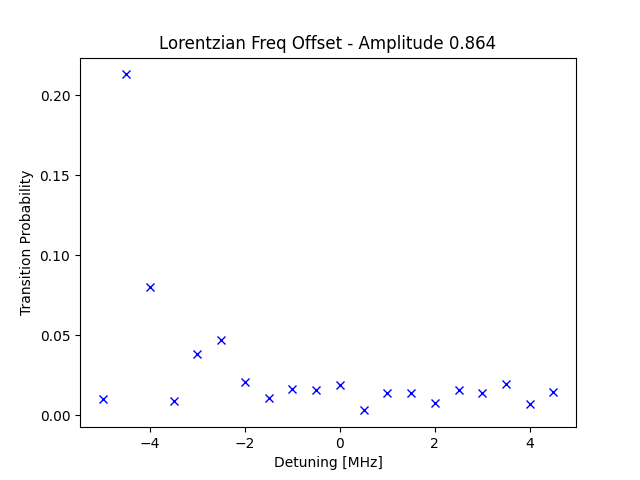 Lorentzian Freq Offset - Amplitude 0.864
0.20
0.15
0.10
0.05
0.00
Transition Probability
−4 −2 0 2 4
Detuning [MHz]